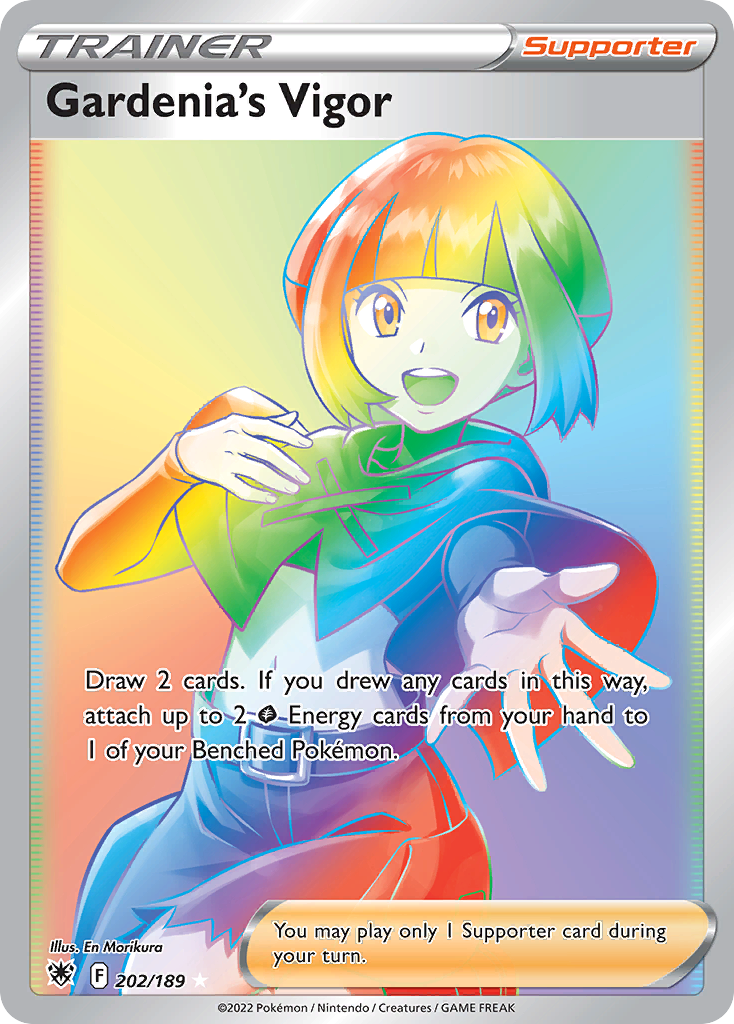 TRAINER Supporter
Gardenia's Vigor
Draw 2 cards. If you drew any cards in this way,
attach up to 2 Energy cards from your hand to
1 of your Benched Pokémon.
You may play only 1 Supporter card during
your turn.
Illus. En Morikura
F 202/189
©2022 Pokémon / Nintendo / Creatures / GAME FREAK